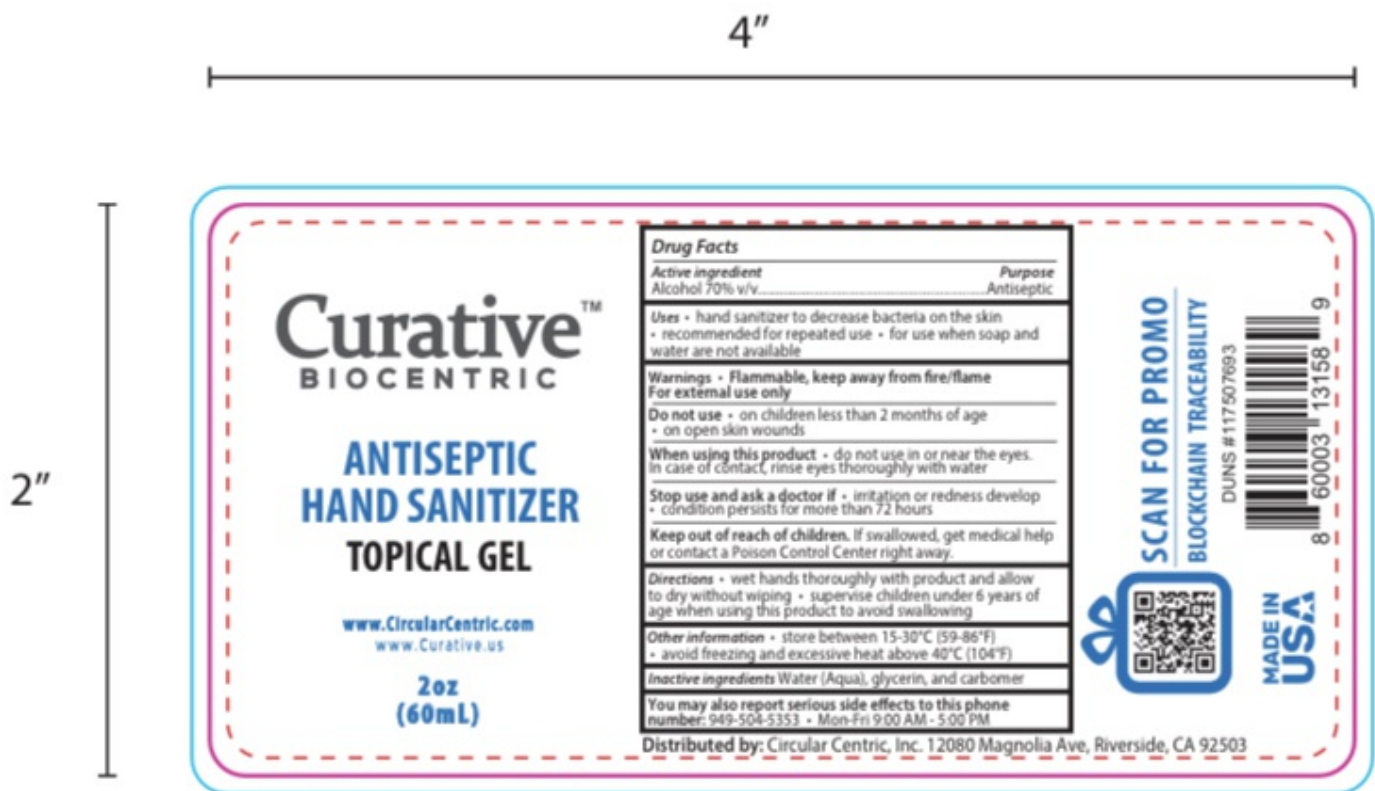 4"
2"
Curative™
BIOCENTRIC
ANTISEPTIC
HAND SANITIZER
TOPICAL GEL
www.CircularCentric.com
www.Curative.us
2oz
(60mL)
Drug Facts
Active ingredient Purpose
Alcohol 70% v/v......................................................Antiseptic
Uses • hand sanitizer to decrease bacteria on the skin
• recommended for repeated use • for use when soap and
water are not available
Warnings • Flammable, keep away from fire/flame
For external use only
Do not use • on children less than 2 months of age
• on open skin wounds
When using this product • do not use in or near the eyes.
In case of contact, rinse eyes thoroughly with water
Stop use and ask a doctor if • irritation or redness develop
• condition persists for more than 72 hours
Keep out of reach of children. If swallowed, get medical help
or contact a Poison Control Center right away.
Directions • wet hands thoroughly with product and allow
to dry without wiping • supervise children under 6 years of
age when using this product to avoid swallowing
Other information • store between 15-30°C (59-86°F)
• avoid freezing and excessive heat above 40°C (104°F)
Inactive ingredients Water (Aqua), glycerin, and carbomer
You may also report serious side effects to this phone
number: 949-504-5353 • Mon-Fri 9:00 AM - 5:00 PM
Distributed by: Circular Centric, Inc. 12080 Magnolia Ave, Riverside, CA 92503
SCAN FOR PROMO
BLOCKCHAIN TRACEABILITY
DUNS #117507693
8 60003 13158 9
MADE IN
USA